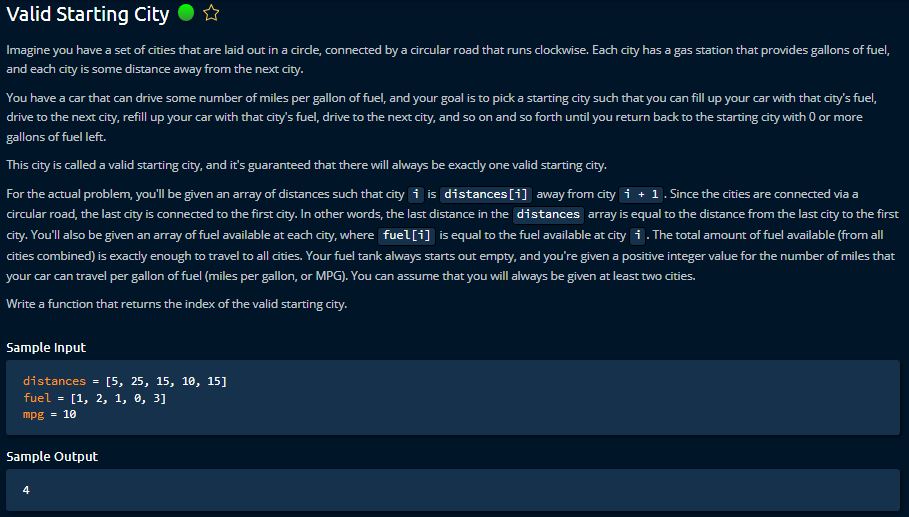 Valid Starting City
Imagine you have a set of cities that are laid out in a circle, connected by a circular road that runs clockwise. Each city has a gas station that provides gallons of fuel,
and each city is some distance away from the next city.
You have a car that can drive some number of miles per gallon of fuel, and your goal is to pick a starting city such that you can fill up your car with that city's fuel,
drive to the next city, refill up your car with that city's fuel, drive to the next city, and so on and so forth until you return back to the starting city with 0 or more
gallons of fuel left.
This city is called a valid starting city, and it's guaranteed that there will always be exactly one valid starting city.
For the actual problem, you'll be given an array of distances such that city i is distances[i] away from city i + 1. Since the cities are connected via a
circular road, the last city is connected to the first city. In other words, the last distance in the distances array is equal to the distance from the last city to the first
city. You'll also be given an array of fuel available at each city, where fuel[i] is equal to the fuel available at city i. The total amount of fuel available (from all
cities combined) is exactly enough to travel to all cities. Your fuel tank always starts out empty, and you're given a positive integer value for the number of miles that
your car can travel per gallon of fuel (miles per gallon, or MPG). You can assume that you will always be given at least two cities.
Write a function that returns the index of the valid starting city.
Sample Input
distances = [5, 25, 15, 10, 15]
fuel = [1, 2, 1, 0, 3]
mpg = 10
Sample Output
4